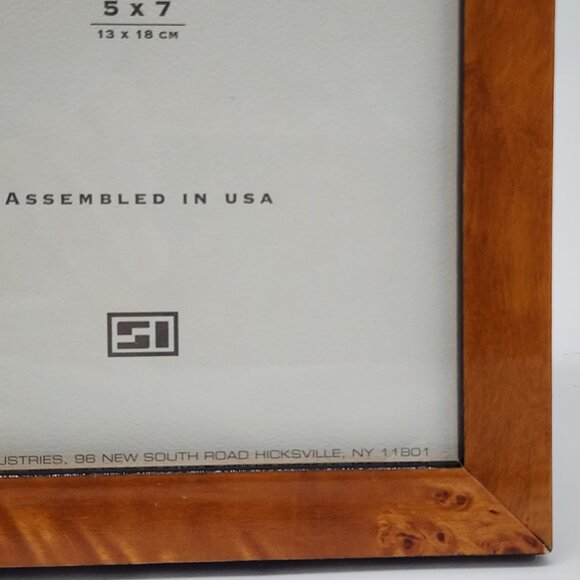 5 x 7
13 x 18 CM
ASSEMBLED IN USA
SI
USTRIES, 96 NEW SOUTH ROAD HICKSVILLE, NY 11801